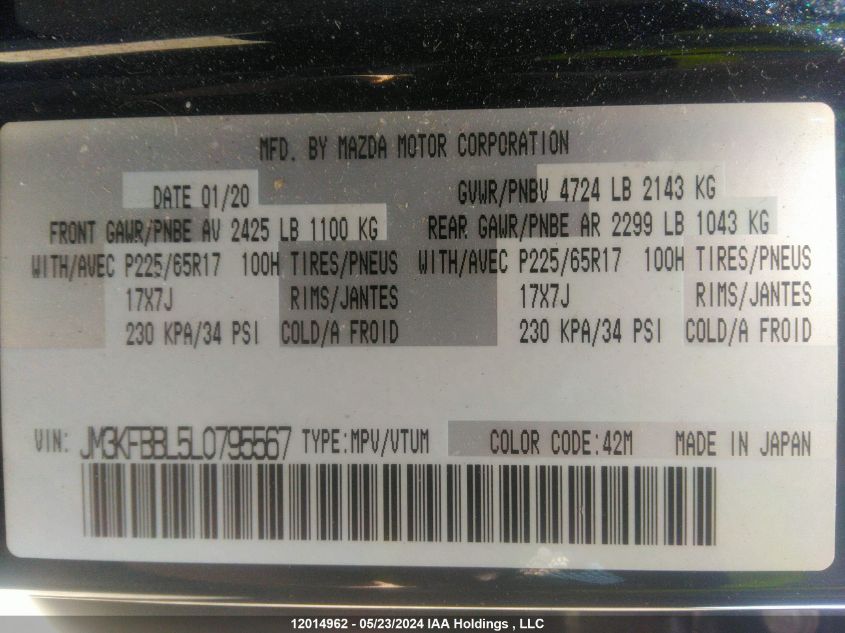 MFD. BY MAZDA MOTOR CORPORATION
DATE 01/20 GVWR/PNBV 4724 LB 2143 KG
FRONT GAWR/PNBE AV 2425 LB 1100 KG REAR GAWR/PNBE AR 2299 LB 1043 KG
WITH/AVEC P225/65R17 100H TIRES/PNEUS WITH/AVEC P225/65R17 100H TIRES/PNEUS
17X7J RIMS/JANTES 17X7J RIMS/JANTES
230 KPA/34 PSI COLD/A FROID 230 KPA/34 PSI COLD/A FROID
VIN: JM3KFBBL5L0795567 TYPE:MPV/VTUM COLOR CODE:42M MADE IN JAPAN
12014962 - 05/23/2024 IAA Holdings , LLC